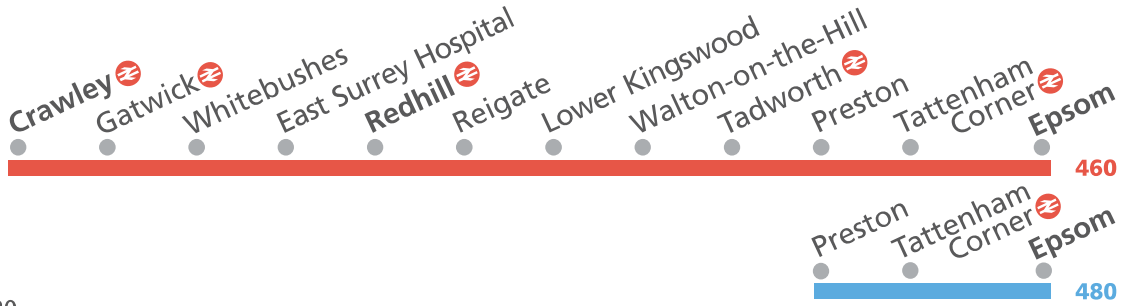 Crawley
Gatwick
Whitebushes
East Surrey Hospital
Redhill
Reigate
Lower Kingswood
Walton-on-the-Hill
Tadworth
Preston
Tattenham
Corner
Epsom
460
Preston
Tattenham
Corner
Epsom
480